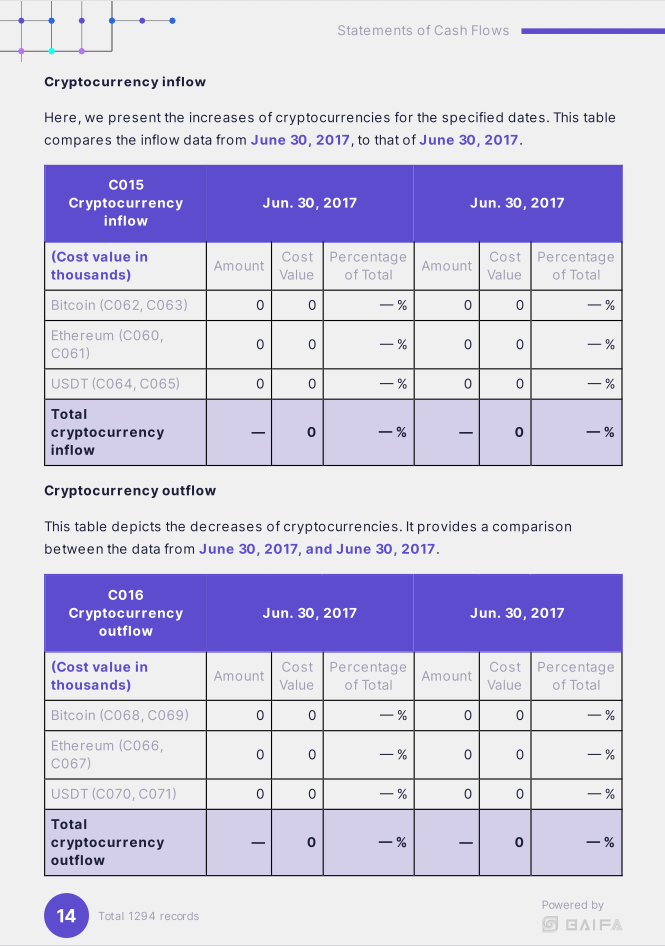 Statements of Cash Flows
Cryptocurrency inflow
Here, we present the increases of cryptocurrencies for the specified dates. This table
compares the inflow data from June 30, 2017, to that of June 30, 2017.
C015
Cryptocurrency
inflow
Jun. 30, 2017
Jun. 30, 2017
(Cost value in
thousands)
Amount
Cost
Value
Percentage
of Total
Amount
Cost
Value
Percentage
of Total
Bitcoin (C062, C063) 0 0 — % 0 0 — %
Ethereum (C060,
C061)
0 0 — % 0 0 — %
USDT (C064, C065) 0 0 — % 0 0 — %
Total
cryptocurrency
inflow
— 0 — % — 0 — %
Cryptocurrency outflow
This table depicts the decreases of cryptocurrencies. It provides a comparison
between the data from June 30, 2017, and June 30, 2017.
C016
Cryptocurrency
outflow
Jun. 30, 2017
Jun. 30, 2017
(Cost value in
thousands)
Amount
Cost
Value
Percentage
of Total
Amount
Cost
Value
Percentage
of Total
Bitcoin (C068, C069) 0 0 — % 0 0 — %
Ethereum (C066,
C067)
0 0 — % 0 0 — %
USDT (C070, C071) 0 0 — % 0 0 — %
Total
cryptocurrency
outflow
— 0 — % — 0 — %
14
Total 1294 records
Powered by
BAIFA